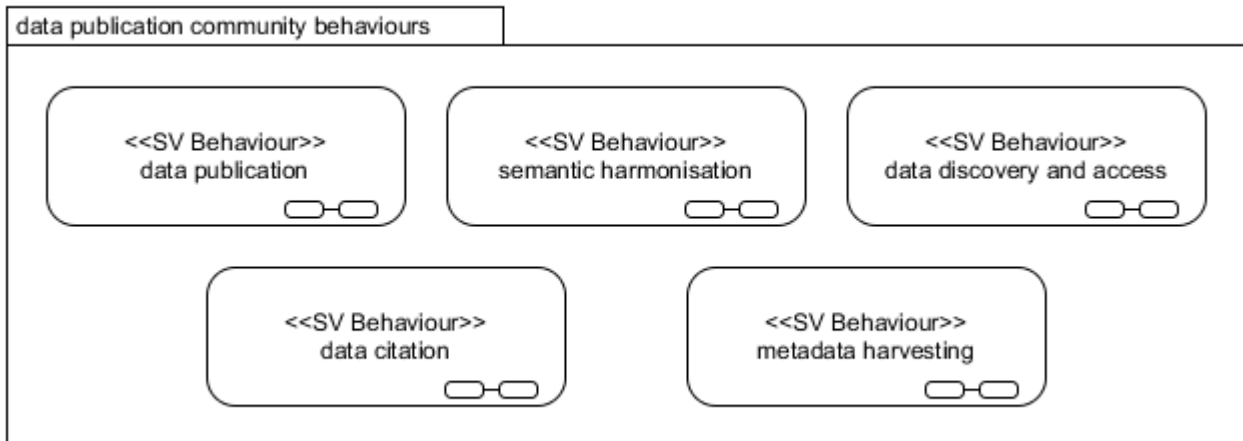 data publication community behaviours
<<SV Behaviour>>
data publication
<<SV Behaviour>>
semantic harmonisation
<<SV Behaviour>>
data discovery and access
<<SV Behaviour>>
data citation
<<SV Behaviour>>
metadata harvesting